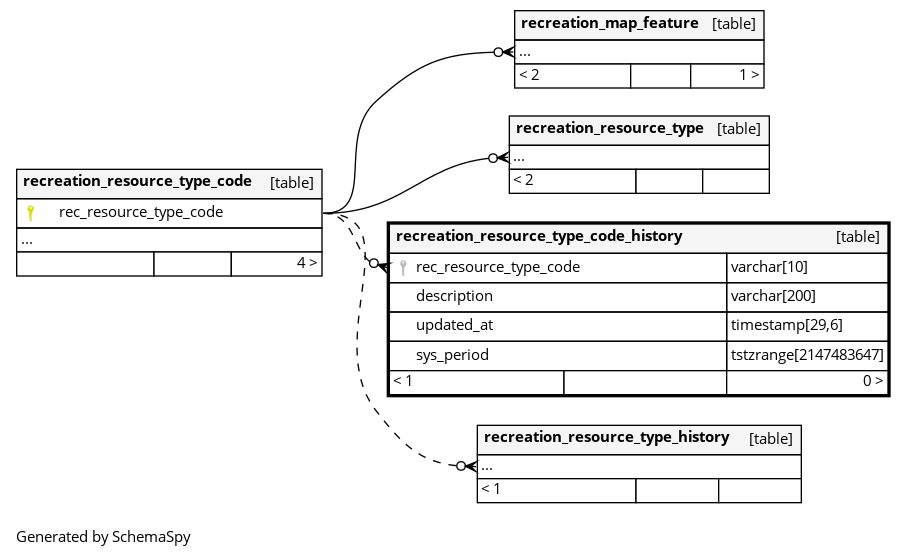 recreation_map_feature [table]
...
< 2 1 >
recreation_resource_type [table]
...
< 2
recreation_resource_type_code [table]
rec_resource_type_code
...
4 >
recreation_resource_type_code_history [table]
rec_resource_type_code varchar[10]
description varchar[200]
updated_at timestamp[29,6]
sys_period tstzrange[2147483647]
< 1 0 >
recreation_resource_type_history [table]
...
< 1
Generated by SchemaSpy